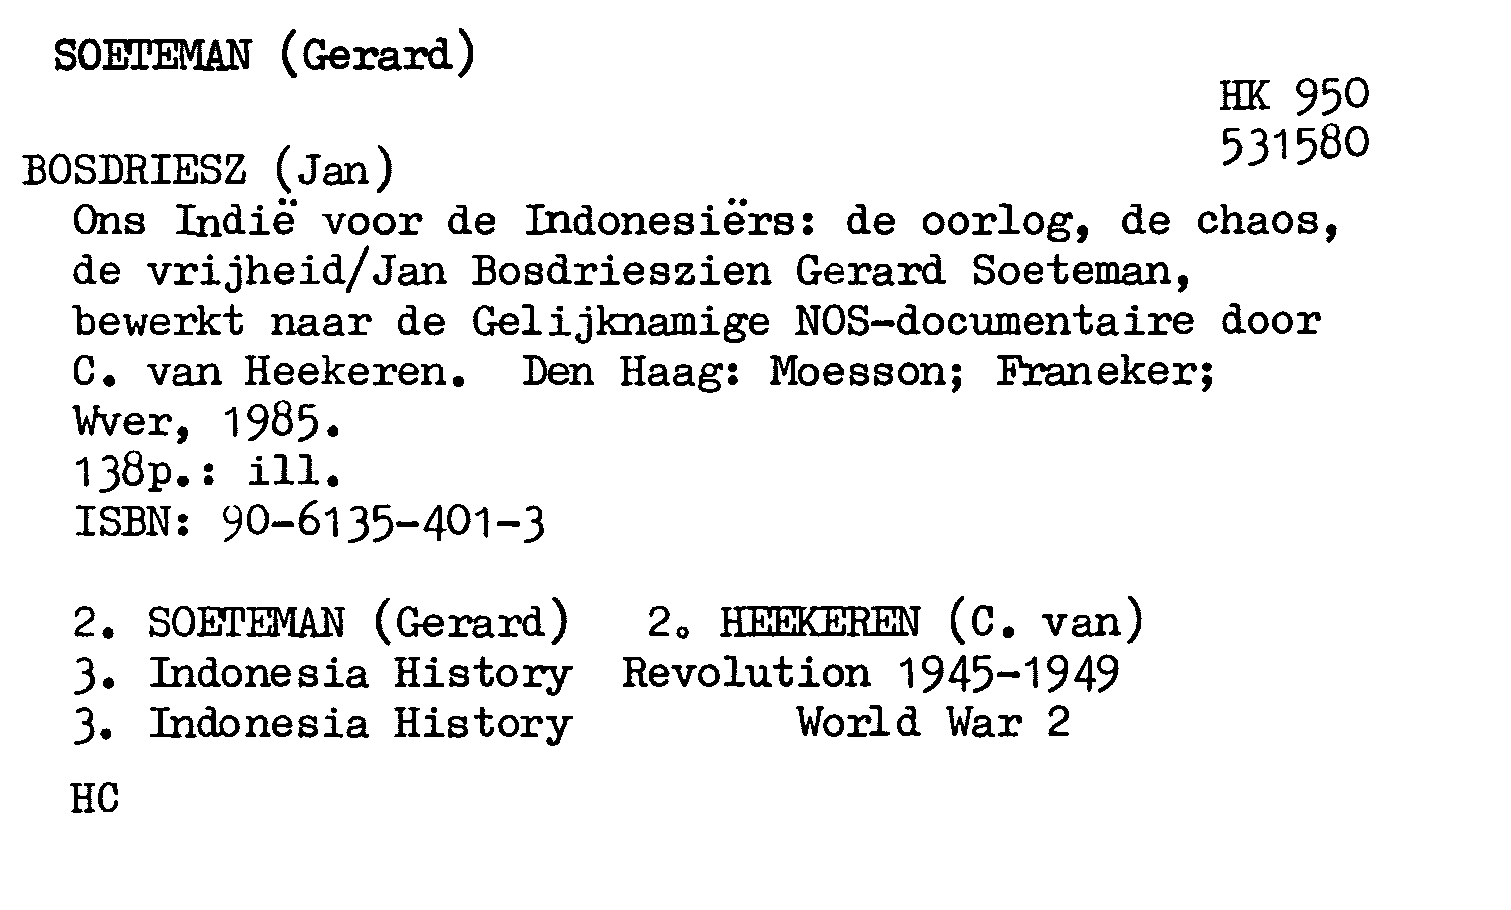 SOETEMAN (Gerard)
HK 950
531580
BOSDRIESZ (Jan)
Ons Indië voor de Indonesiërs: de oorlog, de chaos,
de vrijheid/Jan Bosdrieszien Gerard Soeteman,
bewerkt naar de Gelijknamige NOS-documentaire door
C. van Heekeren. Den Haag: Moesson; Franeker;
Wver, 1985.
138p.: ill.
ISBN: 90-6135-401-3
2. SOETEMAN (Gerard) 2. HEEKEREN (C. van)
3. Indonesia History Revolution 1945-1949
3. Indonesia History World War 2
HC